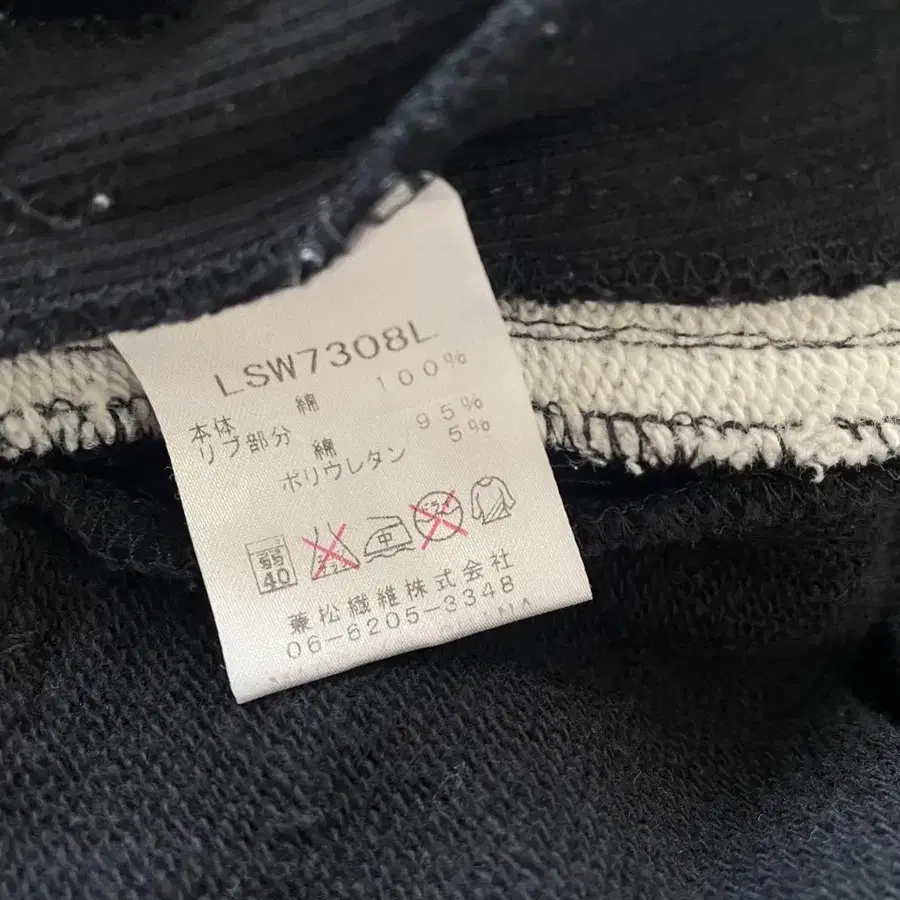 LSW7308L
本体 綿 100%
リブ部分 綿 95%
ポリウレタン 5%
弱 40 中
兼松繊維株式会社
06-6205-3348